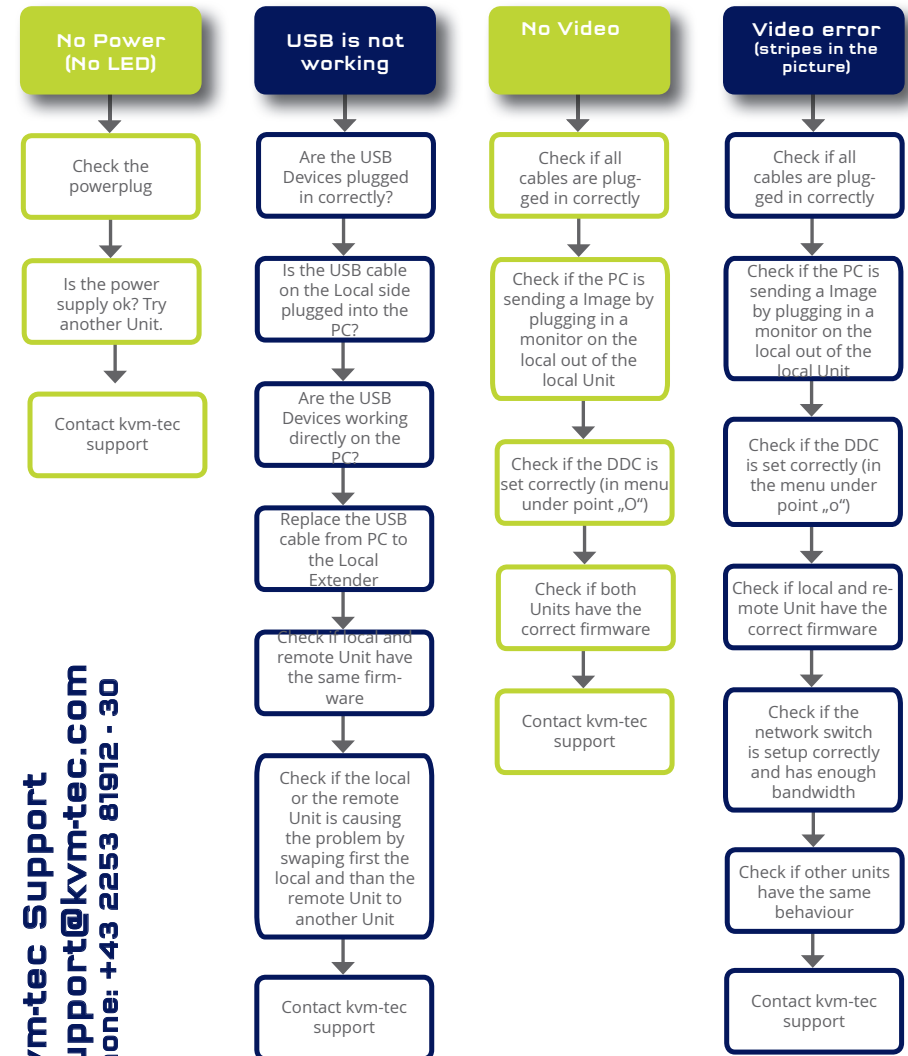 No Power
(No LED)
Check the
powerplug
Is the power
supply ok? Try
another Unit.
Contact kvm-tec
support
USB is not
working
Are the USB
Devices plugged
in correctly?
Is the USB cable
on the Local side
plugged into the
PC?
Are the USB
Devices working
directly on the
PC?
Replace the USB
cable from PC to
the Local
Extender
Check if local and
remote Unit have
the same firm-
ware
Check if the local
or the remote
Unit is causing
the problem by
swaping first the
local and than the
remote Unit to
another Unit
Contact kvm-tec
support
No Video
Check if all
cables are plug-
ged in correctly
Check if the PC is
sending a Image by
plugging in a
monitor on the
local out of the
local Unit
Check if the DDC is
set correctly (in menu
under point „O“)
Check if both
Units have the
correct firmware
Contact kvm-tec
support
Video error
(stripes in the
picture)
Check if all
cables are plug-
ged in correctly
Check if the PC is
sending a Image
by plugging in a
monitor on the
local out of the
local Unit
Check if the DDC
is set correctly (in
the menu under
point „o“)
Check if local and re-
mote Unit have the
correct firmware
Check if the
network switch
is setup correctly
and has enough
bandwidth
Check if other units
have the same
behaviour
Contact kvm-tec
support
vm-tec Support
upport@kvm-tec.com
one: +43 2253 81912 - 30